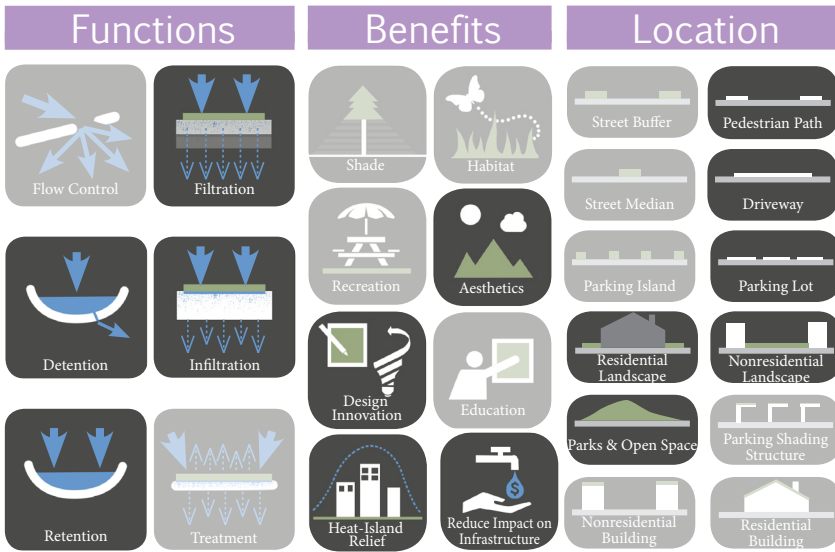 Functions
Benefits
Location
Flow Control
Filtration
Detention
Infiltration
Retention
Treatment
Shade
Habitat
Recreation
Aesthetics
Design
Innovation
Education
Heat-Island
Relief
$
Reduce Impact on
Infrastructure
Street Buffer
Pedestrian Path
Street Median
Driveway
Parking Island
Parking Lot
Residential
Landscape
Nonresidential
Landscape
Parks & Open Space
Parking Shading
Structure
Nonresidential
Building
Residential
Building